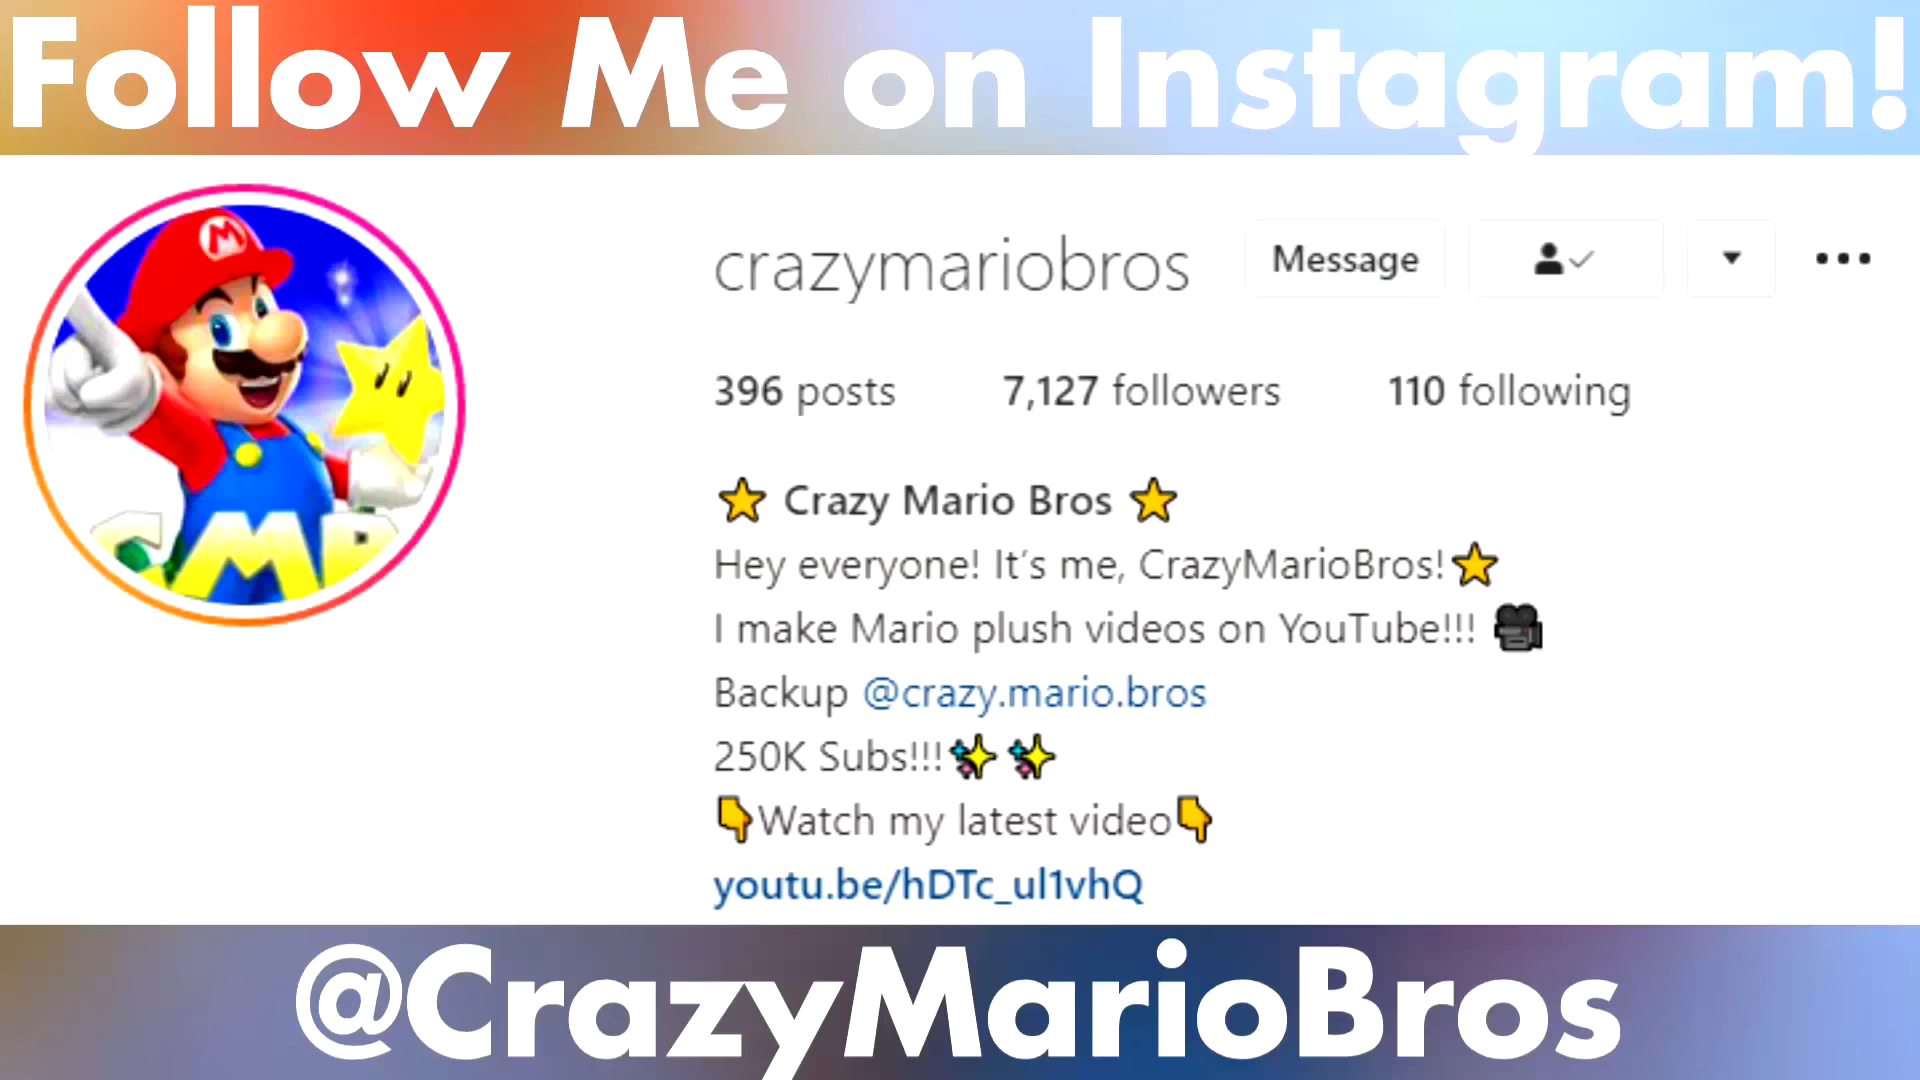 Follow Me on Instagram!
M
CMB
crazymariobros Message
396 posts 7,127 followers 110 following
⭐ Crazy Mario Bros ⭐
Hey everyone! It's me, CrazyMarioBros!⭐
I make Mario plush videos on YouTube!!! 🎥
Backup @crazy.mario.bros
250K Subs!!!✨ ✨
👇Watch my latest video👇
youtu.be/hDTc_ul1vhQ
@CrazyMarioBros